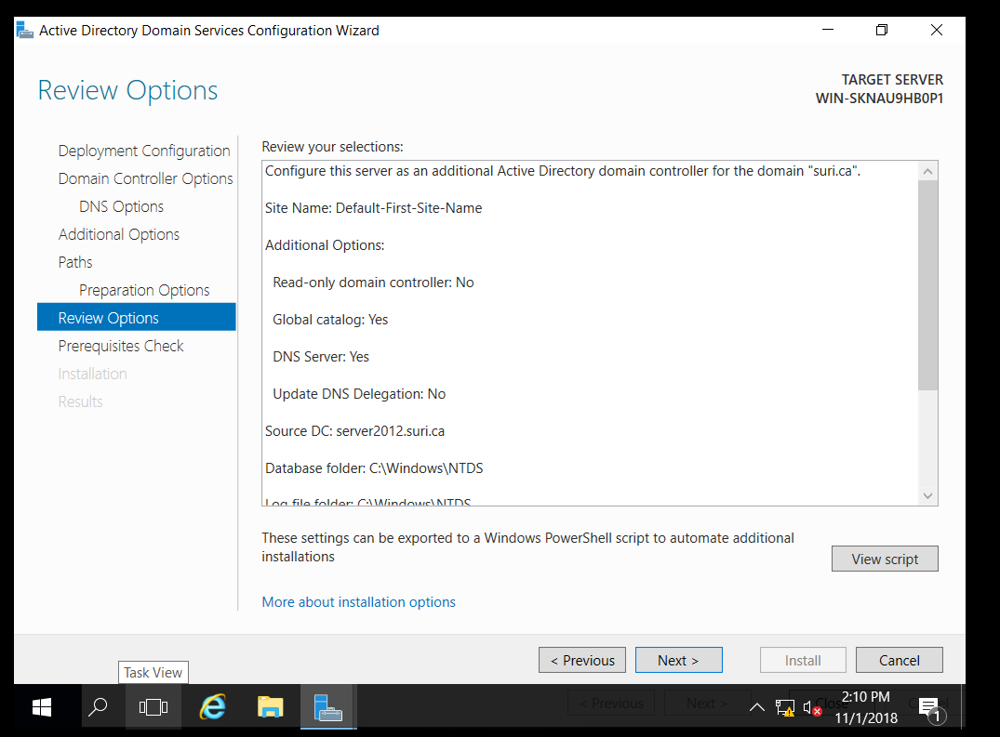 Active Directory Domain Services Configuration Wizard
Review Options
TARGET SERVER
WIN-SKNAU9HB0P1
Deployment Configuration
Domain Controller Options
DNS Options
Additional Options
Paths
Preparation Options
Review Options
Prerequisites Check
Installation
Results
Review your selections:
Configure this server as an additional Active Directory domain controller for the domain "suri.ca".
Site Name: Default-First-Site-Name
Additional Options:
Read-only domain controller: No
Global catalog: Yes
DNS Server: Yes
Update DNS Delegation: No
Source DC: server2012.suri.ca
Database folder: C:\Windows\NTDS
Log file folder: C:\Windows\NTDS
These settings can be exported to a Windows PowerShell script to automate additional
installations
View script
More about installation options
< Previous
Next >
Install
Cancel
Task View
< Previous
Next >
Close
2:10 PM
11/1/2018
1